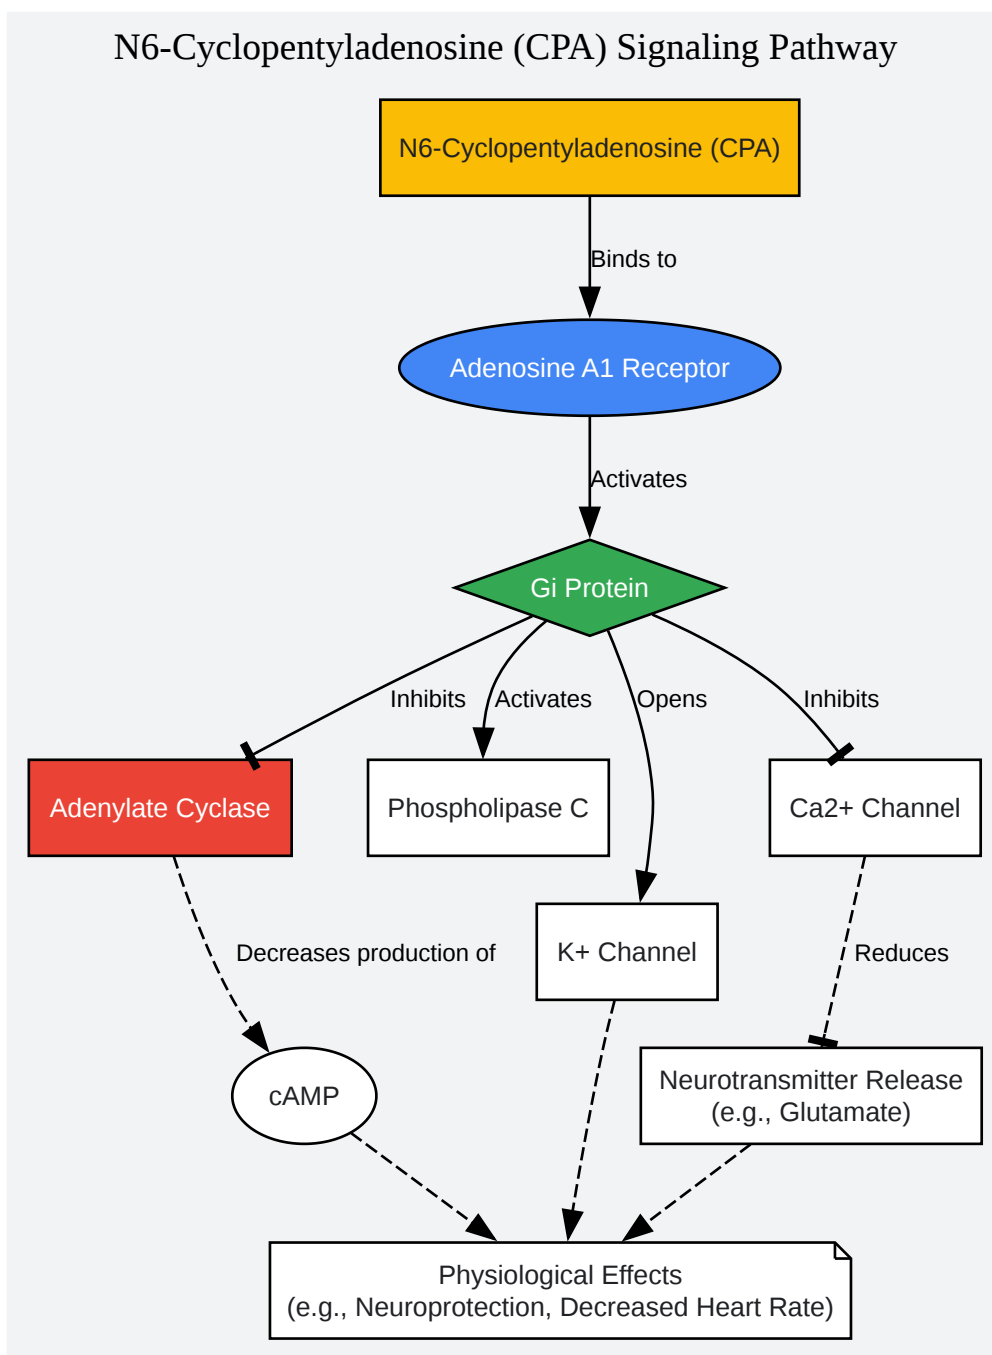 N6-Cyclopentyladenosine (CPA) Signaling Pathway
N6-Cyclopentyladenosine (CPA)
Binds to
Adenosine A1 Receptor
Activates
Gi Protein
Inhibits
Activates
Opens
Inhibits
Adenylate Cyclase
Phospholipase C
Ca2+ Channel
Decreases production of
K+ Channel
Reduces
cAMP
Neurotransmitter Release
(e.g., Glutamate)
Physiological Effects
(e.g., Neuroprotection, Decreased Heart Rate)